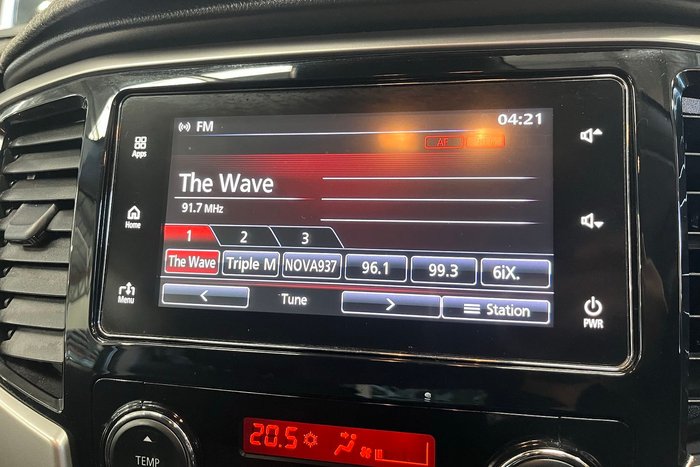 FM
04:21
Apps
AF
The Wave
91.7 MHz
Home
1 2 3
The Wave Triple M NOVA937 96.1 99.3 6iX.
Menu
< Tune > Station
PWR
20.5
TEMP